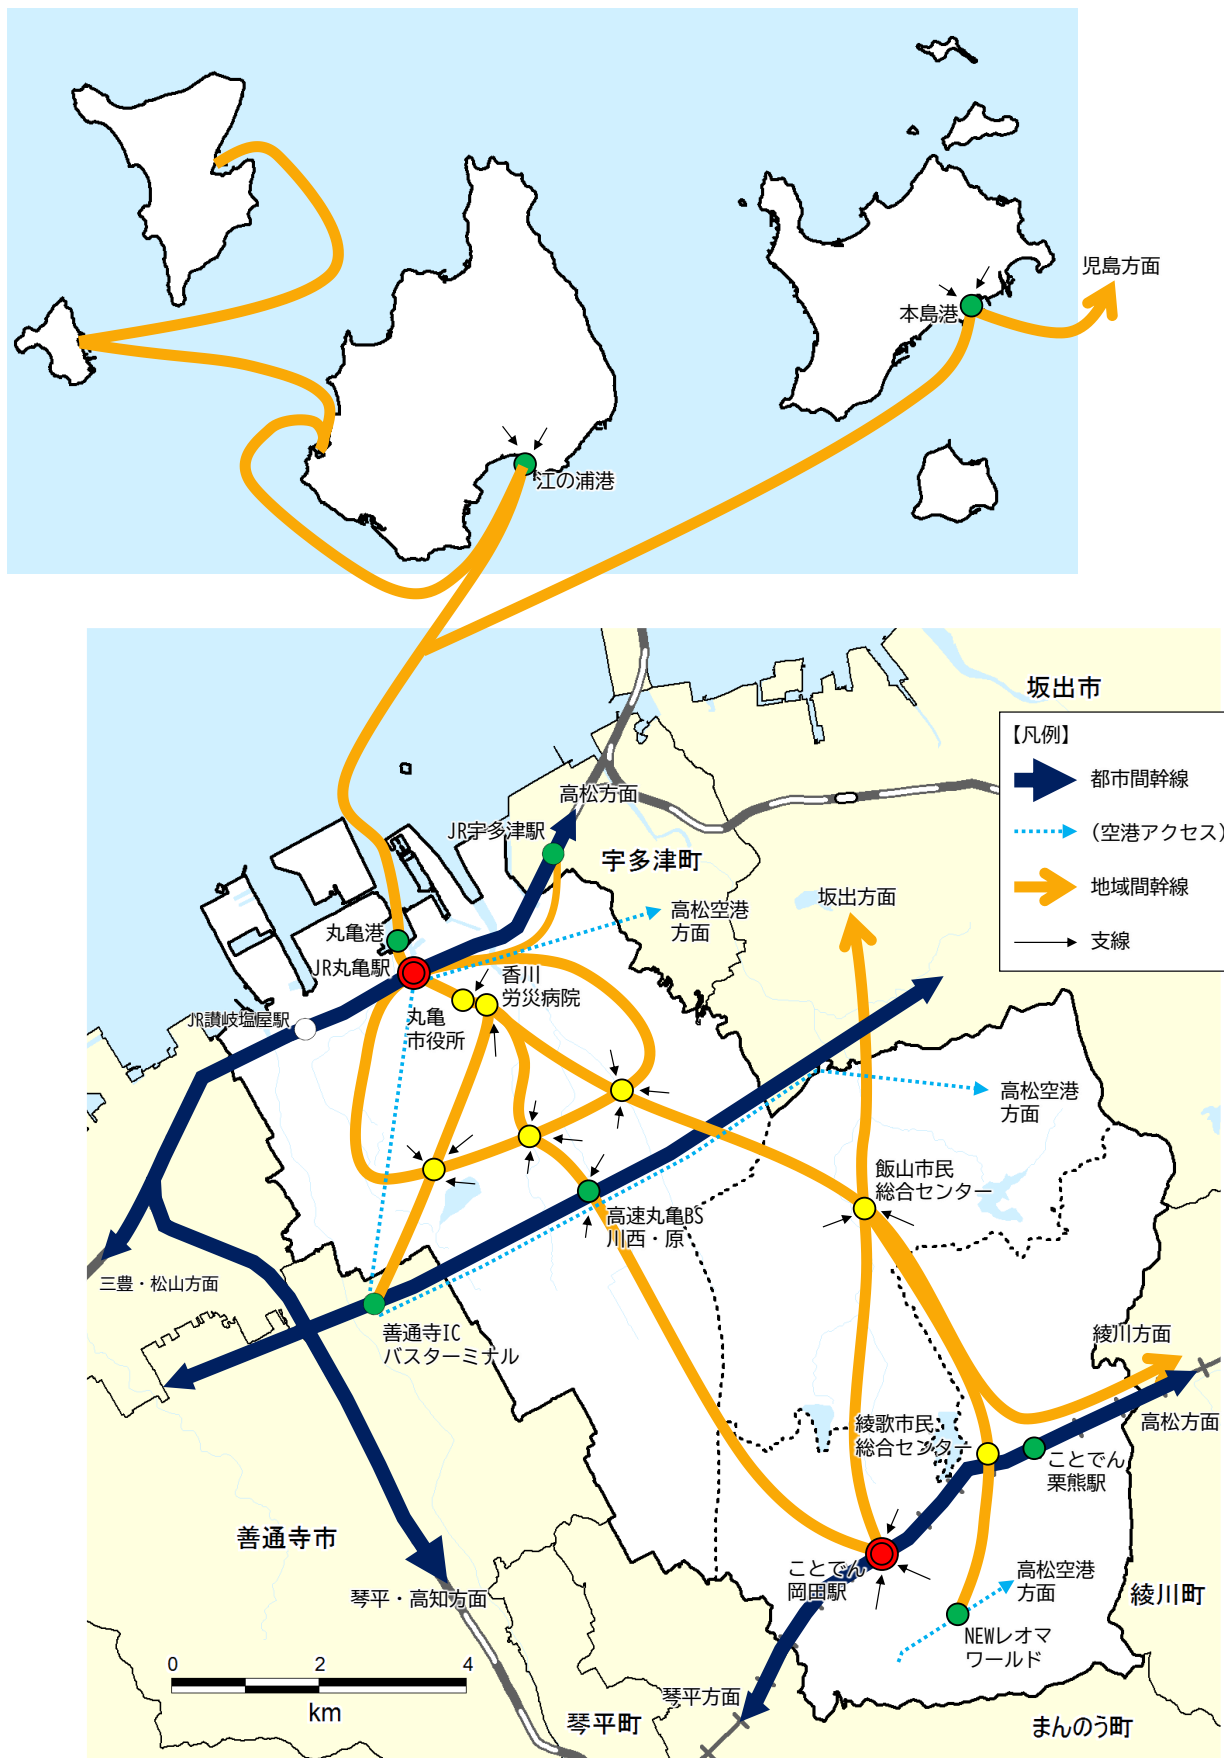 児島方面
本島港
江の浦港
坂出市
【凡例】
都市間幹線
(空港アクセス)
地域間幹線
支線
高松方面
JR宇多津駅
宇多津町
坂出方面
高松空港
方面
丸亀港
JR丸亀駅
香川
労災病院
JR讃岐塩屋駅
丸亀
市役所
高松空港
方面
飯山市民
総合センター
高速丸亀BS
川西・原
三豊・松山方面
善通寺IC
バスターミナル
綾川方面
高松方面
綾歌市民
総合センター
ことでん
栗熊駅
善通寺市
ことでん
岡田駅
高松空港
方面
綾川町
琴平・高知方面
NEWレオマ
ワールド
0
2
4
km
琴平方面
琴平町
まんのう町